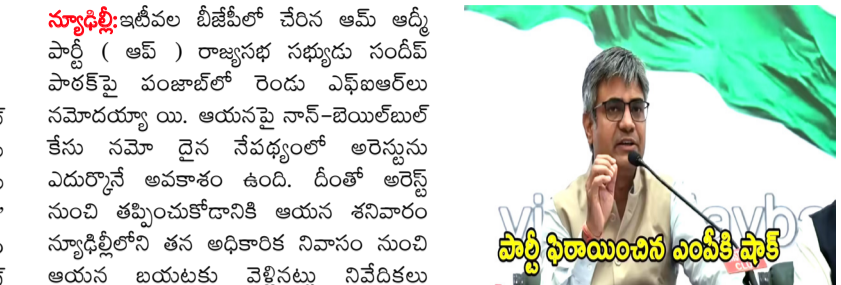 న్యూఢిల్లీ:ఇటీవల బీజేపీలో చేరిన ఆమ్ ఆద్మీ
పార్టీ ( ఆప్ ) రాజ్యసభ సభ్యుడు సందీప్
పాఠక్‌పై పంజాబ్‌లో రెండు ఎఫ్ఐఆర్‌లు
నమోదయ్యా యి. ఆయనపై నాన్-బెయిల్‌బుల్
కేసు నమో దైన నేపథ్యంలో అరెస్టును
ఎదుర్కొనే అవకాశం ఉంది. దీంతో అరెస్ట్
నుంచి తప్పించుకోడానికి ఆయన శనివారం
న్యూఢిల్లీలోని తన అధికారిక నివాసం నుంచి
ఆయన బయటకు వెళ్లినట్లు నివేదికలు
పార్టీ ఫిరాయించిన ఎంపీకి షాక్